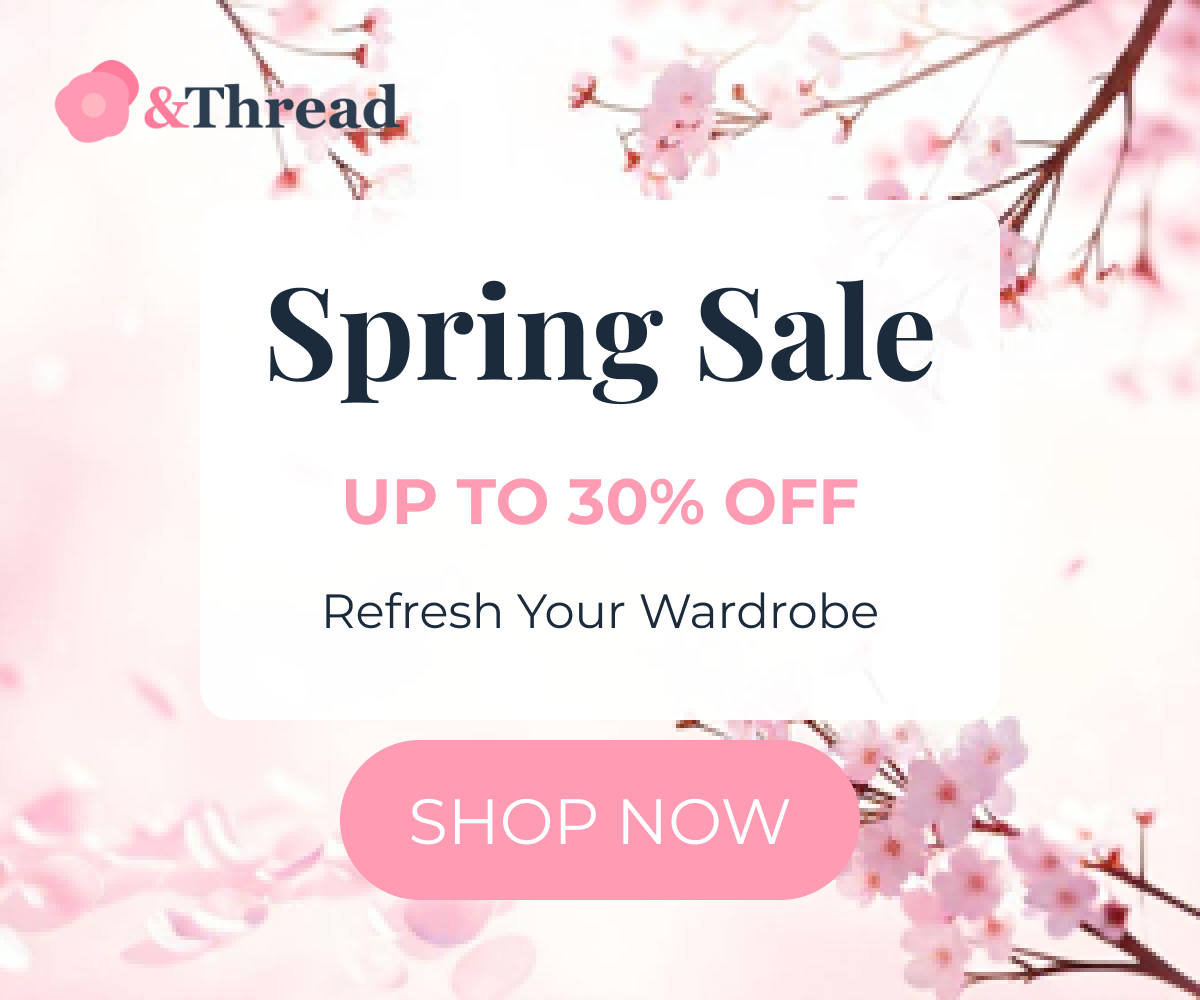 &Thread
Spring Sale
UP TO 30% OFF
Refresh Your Wardrobe
SHOP NOW